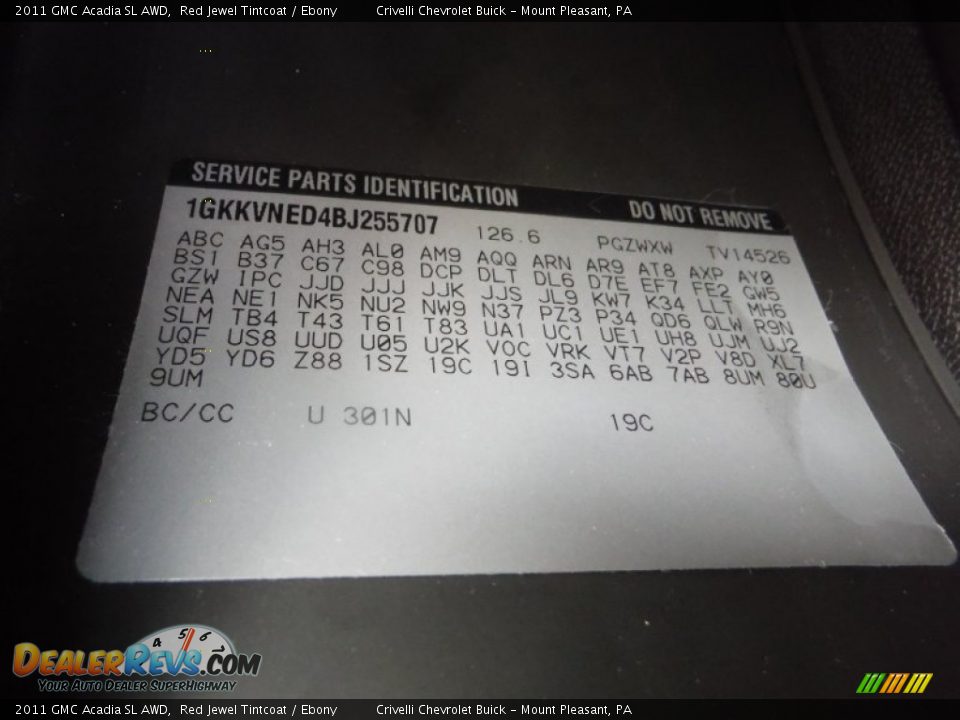 2011 GMC Acadia SL AWD, Red Jewel Tintcoat / Ebony Crivelli Chevrolet Buick - Mount Pleasant, PA
SERVICE PARTS IDENTIFICATION DO NOT REMOVE
1GKKVNED4BJ255707 126.6 PGZWXW TV14526
ABC AG5 AH3 AL0 AM9 AQQ ARN AR9 AT8 AXP AY0
BS1 B37 C67 C98 DCP DLT DL6 D7E EF7 FE2 GW5
GZW IPC JJD JJJ JJK JJS JL9 KW7 K34 LLT MH6
NEA NE1 NK5 NU2 NW9 N37 PZ3 P34 QD6 QLW R9N
SLM TB4 T43 T61 T83 UA1 UC1 UE1 UH8 UJM UJ2
UQF US8 UUD U05 U2K VOC VRK VT7 V2P V8D XL7
YD5 YD6 Z88 1SZ 19C 19I 3SA 6AB 7AB 8UM 80U
9UM
BC/CC U 301N 19C
4 5 6
DEALERREVS.COM
YOUR AUTO DEALER SUPERHIGHWAY
2011 GMC Acadia SL AWD, Red Jewel Tintcoat / Ebony Crivelli Chevrolet Buick - Mount Pleasant, PA